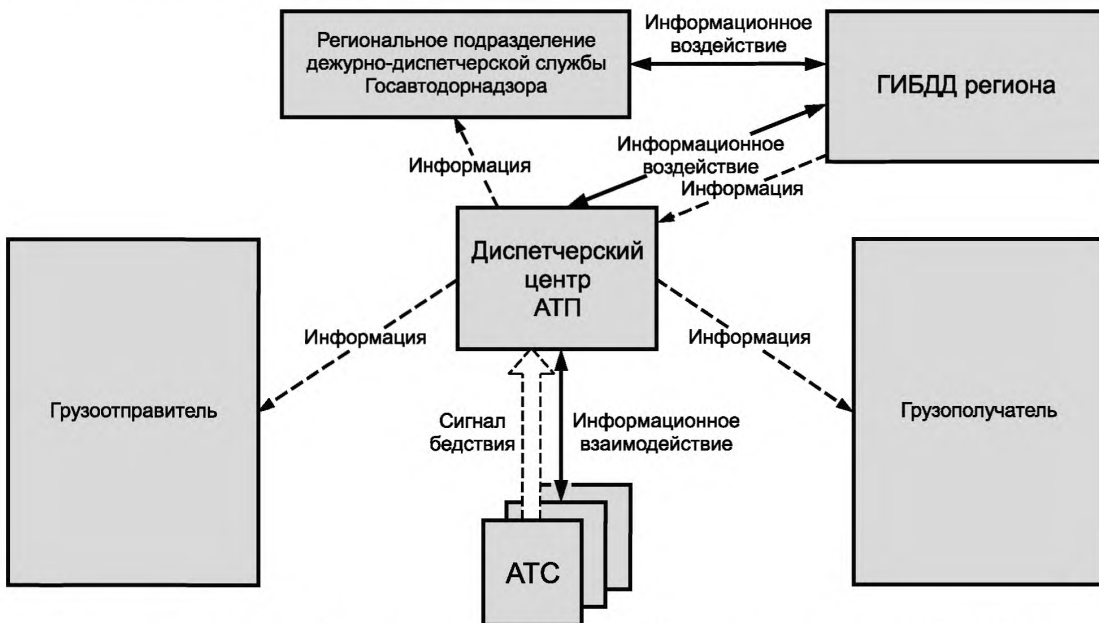 Региональное подразделение
дежурно-диспетчерской службы
Госавтодорнадзора
Информационное
воздействие
ГИБДД региона
Информация
Информационное
воздействие
Информация
Диспетчерский
центр
АТП
Информация
Информация
Грузоотправитель
Грузополучатель
Сигнал
бедствия
Информационное
взаимодействие
АТС